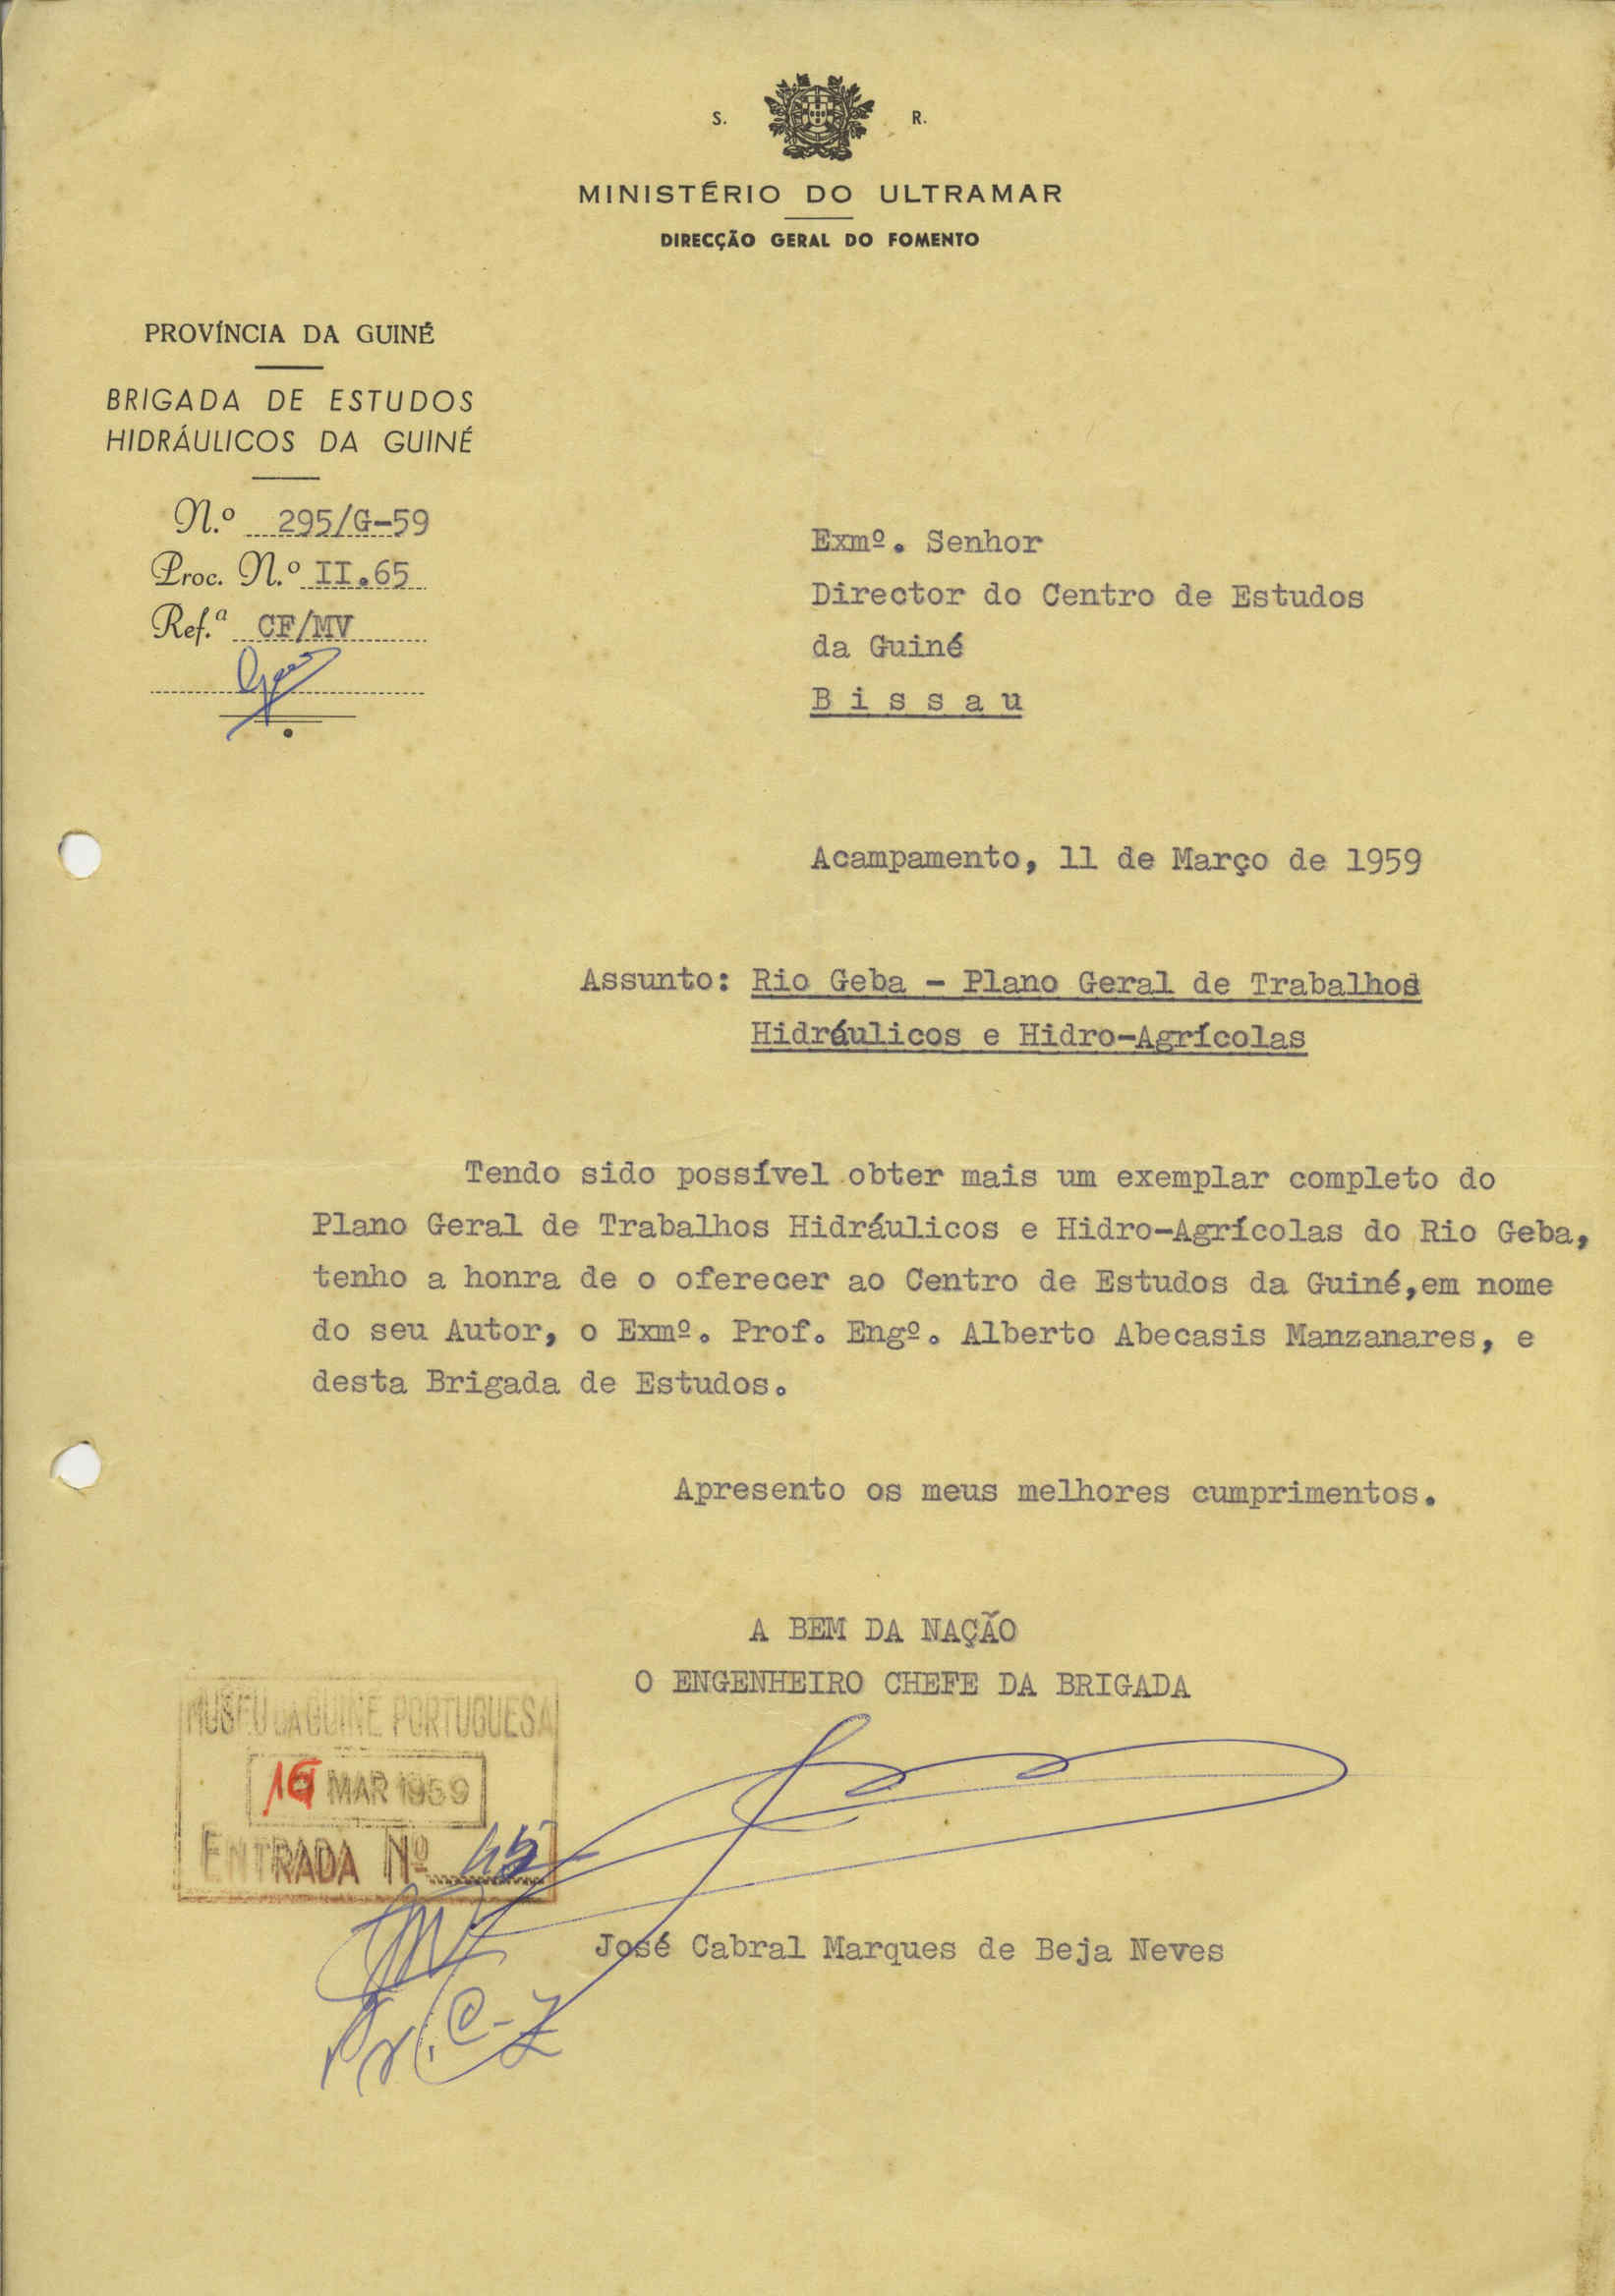 S. R.
MINISTÉRIO DO ULTRAMAR
DIRECÇÃO GERAL DO FOMENTO
PROVÍNCIA DA GUINÉ
BRIGADA DE ESTUDOS
HIDRÁULICOS DA GUINÉ
N.º 295/G-59
Proc. N.º II.65
Ref.ª CF/MV
Exmº. Senhor
Director do Centro de Estudos
da Guiné
Bissau
Acampamento, 11 de Março de 1959
Assunto: Rio Geba - Plano Geral de Trabalhos
Hidráulicos e Hidro-Agrícolas
Tendo sido possível obter mais um exemplar completo do
Plano Geral de Trabalhos Hidráulicos e Hidro-Agrícolas do Rio Geba,
tenho a honra de o oferecer ao Centro de Estudos da Guiné,em nome
do seu Autor, o Exmº. Prof. Engº. Alberto Abecasis Manzanares, e
desta Brigada de Estudos.
Apresento os meus melhores cumprimentos.
A BEM DA NAÇÃO
O ENGENHEIRO CHEFE DA BRIGADA
MUSEU DA GUINÉ PORTUGUESA
16 MAR 1959
ENTRADA Nº
José Cabral Marques de Beja Neves